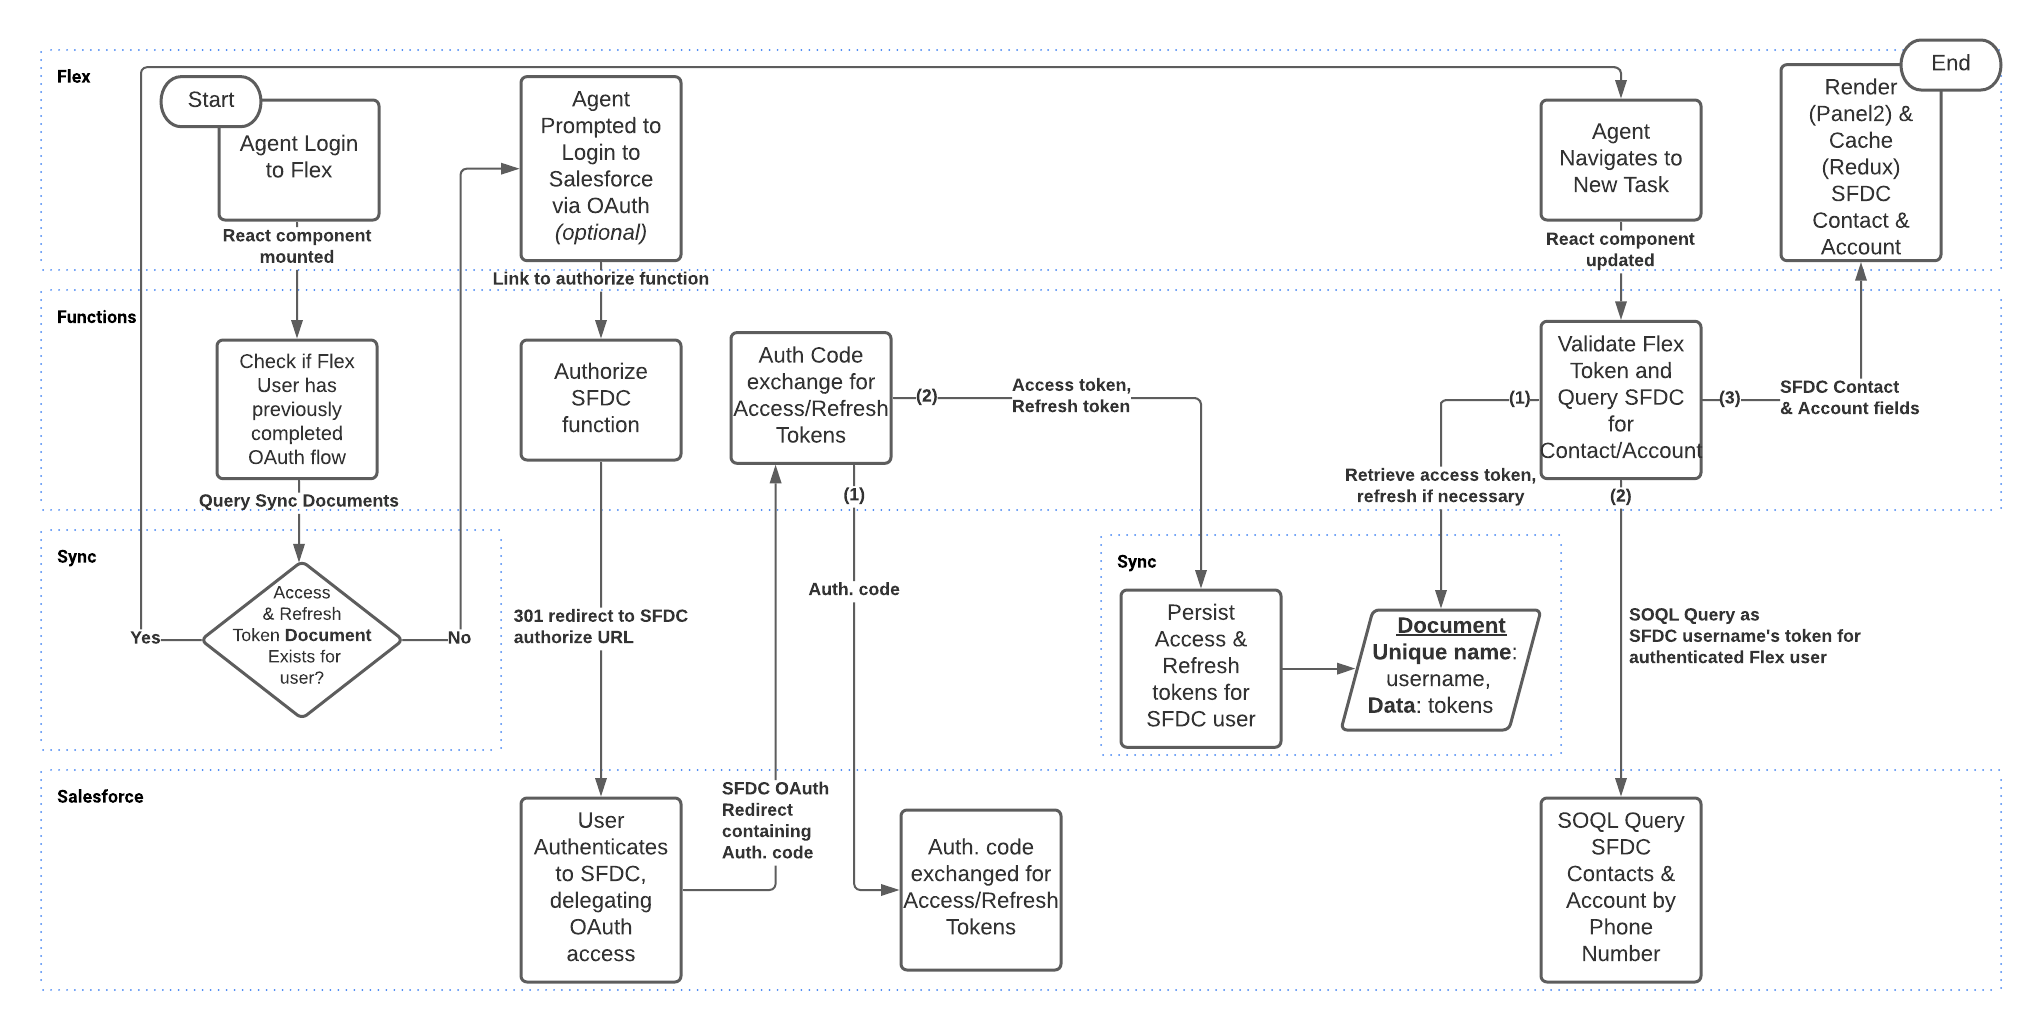 Flex
Start
Agent Login
to Flex
React component
mounted
Agent
Prompted to
Login to
Salesforce
via OAuth
(optional)
Link to authorize function
Agent
Navigates to
New Task
React component
updated
End
Render
(Panel2) &
Cache
(Redux)
SFDC
Contact &
Account
Functions
Check if Flex
User has
previously
completed
OAuth flow
Query Sync Documents
Authorize
SFDC
function
Auth Code
exchange for
Access/Refresh
Tokens
(2)
Access token,
Refresh token
(1)
Validate Flex
Token and
Query SFDC
for
Contact/Account
(1)
(3)
SFDC Contact
& Account fields
Retrieve access token,
refresh if necessary
(2)
Sync
Access
& Refresh
Token Document
Exists for
user?
Yes
No
301 redirect to SFDC
authorize URL
Auth. code
Sync
Persist
Access &
Refresh
tokens for
SFDC user
Document
Unique name:
username,
Data: tokens
SOQL Query as
SFDC username's token for
authenticated Flex user
Salesforce
User
Authenticates
to SFDC,
delegating
OAuth
access
SFDC OAuth
Redirect
containing
Auth. code
Auth. code
exchanged for
Access/Refresh
Tokens
SOQL Query
SFDC
Contacts &
Account by
Phone
Number